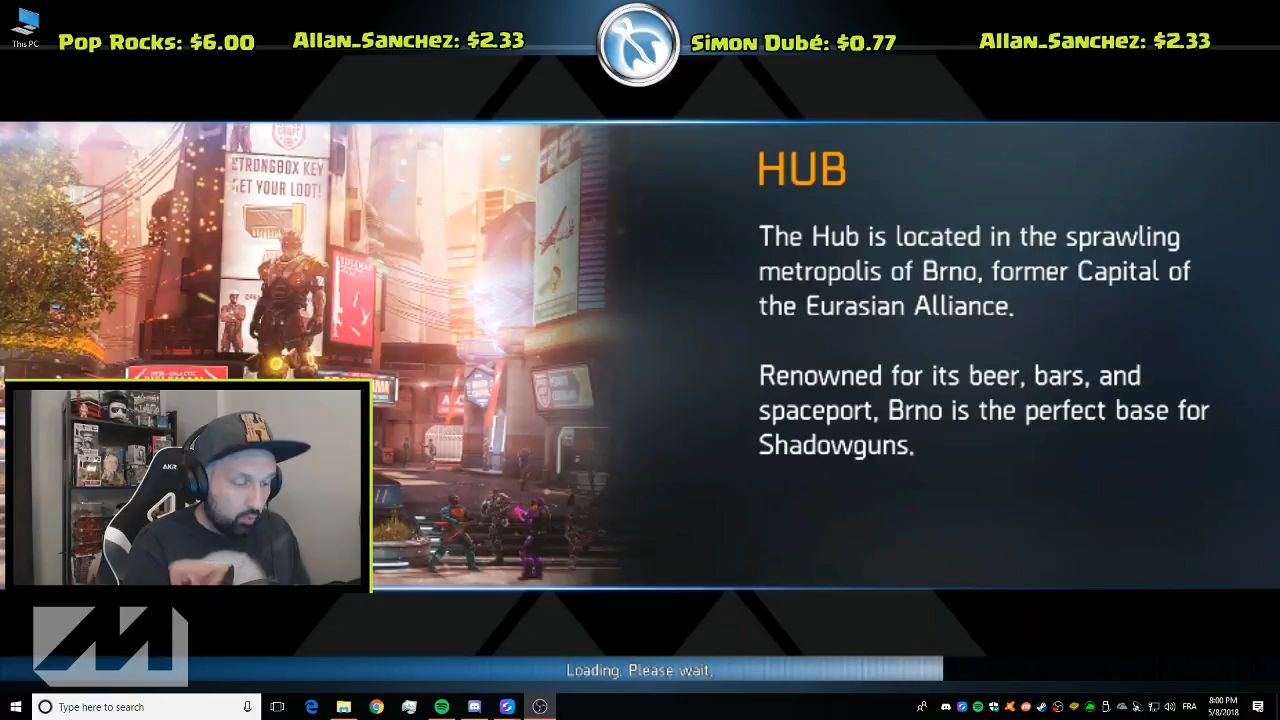 This PC
Pop Rocks: $6.00
Allan_Sanchez: $2.33
Simon Dubé: $0.77
Allan_Sanchez: $2.33
STRONGBOX KEY
GET YOUR LOOT!
HUB
The Hub is located in the sprawling
metropolis of Brno, former Capital of
the Eurasian Alliance.
Renowned for its beer, bars, and
spaceport, Brno is the perfect base for
Shadowguns.
Loading. Please wait.
Type here to search
FRA
8:00 PM
5/8/2018